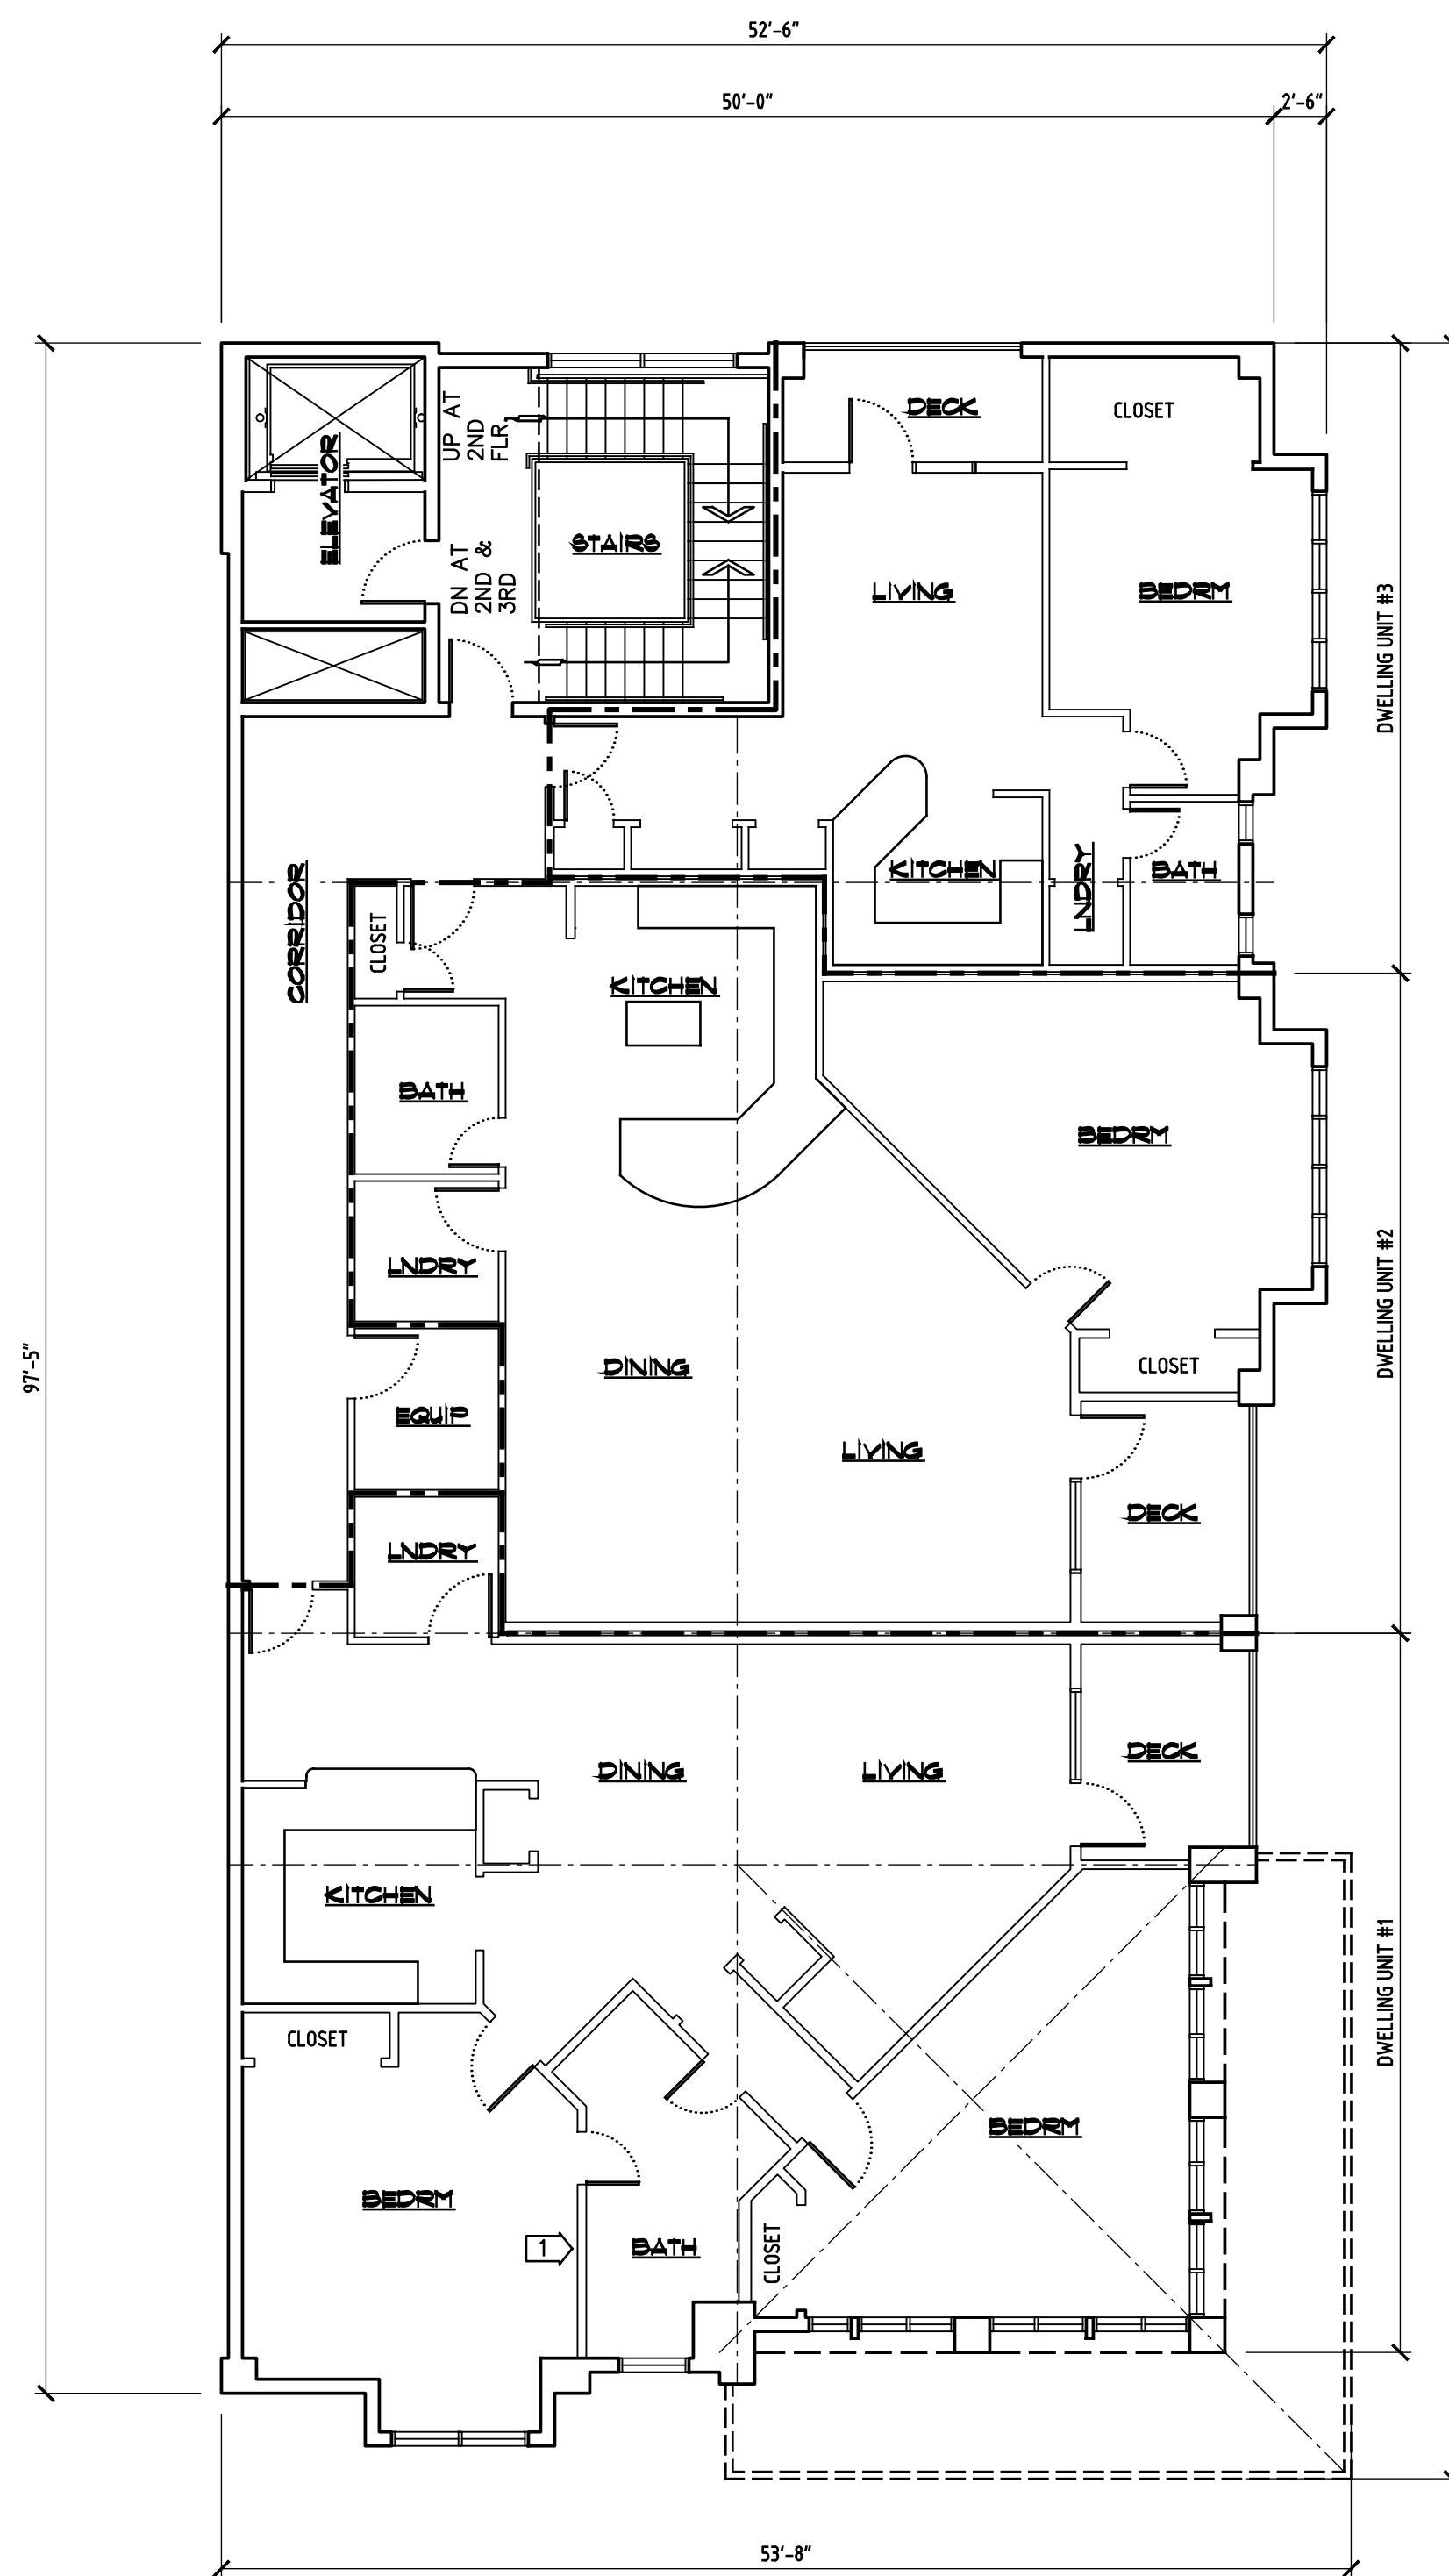 52'-6"
50'-0"
2'-6"
UP AT
2ND
FLR
DECK
CLOSET
ELEVATOR
STAIRS
DN AT
2ND &
3RD
LIVING
BEDRM
DWELLING UNIT #3
KITCHEN
LNDRY
BATH
CORRIDOR
CLOSET
KITCHEN
BATH
BEDRM
LNDRY
DWELLING UNIT #2
97'-5"
DINING
CLOSET
EQUIP
LIVING
DECK
LNDRY
DINING
LIVING
DECK
KITCHEN
DWELLING UNIT #1
CLOSET
BEDRM
BEDRM
1
BATH
CLOSET
53'-8"